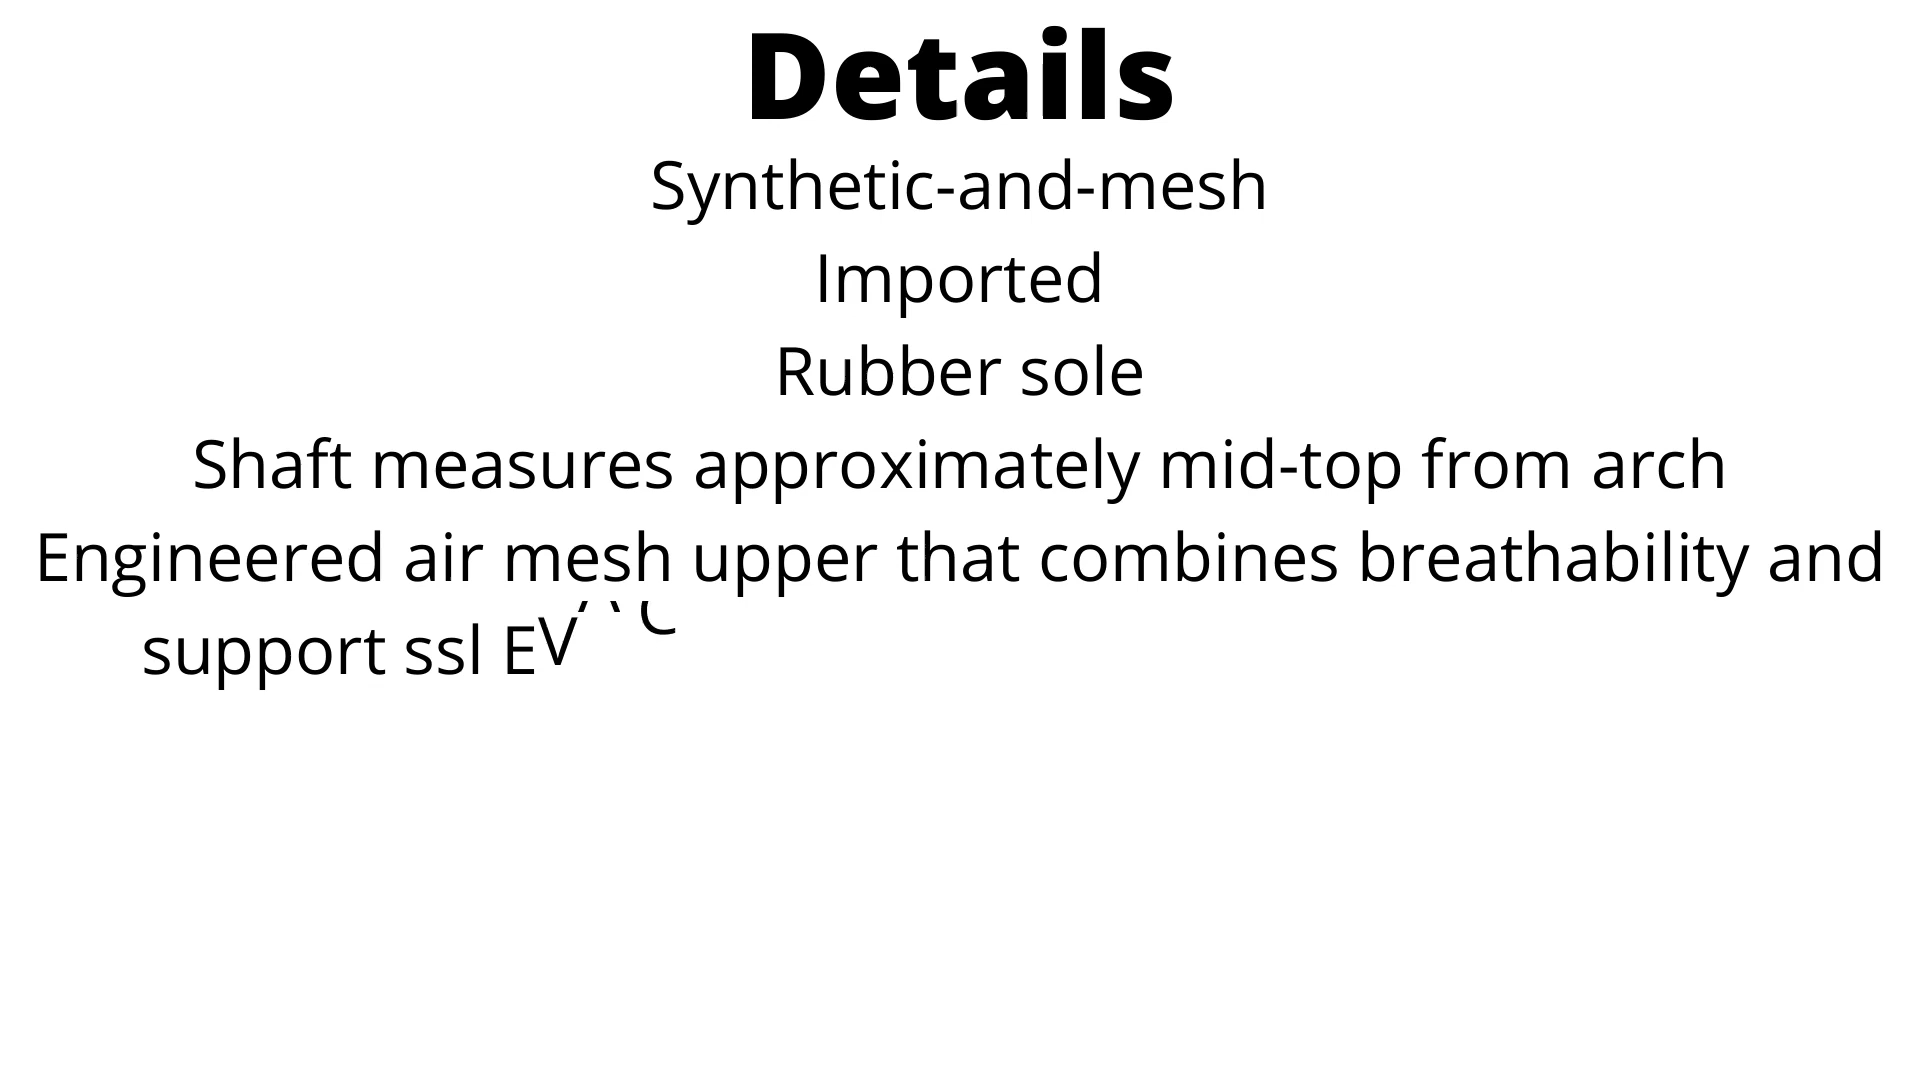 Details
Synthetic-and-mesh
Imported
Rubber sole
Shaft measures approximately mid-top from arch
Engineered air mesh upper that combines breathability and
support ssl